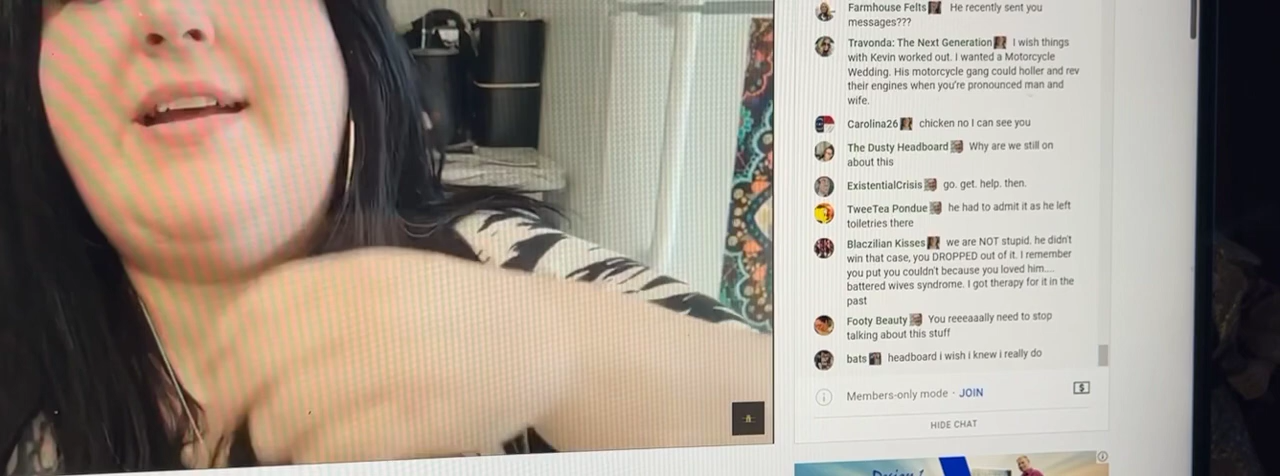 Farmhouse Felts He recently sent you
messages???
Travonda: The Next Generation I wish things
with Kevin worked out. I wanted a Motorcycle
Wedding. His motorcycle gang could holler and rev
their engines when you're pronounced man and
wife.
Carolina26 chicken no I can see you
The Dusty Headboard Why are we still on
about this
ExistentialCrisis go. get. help. then.
TweeTea Pondue he had to admit it as he left
toiletries there
Blaczilian Kisses we are NOT stupid. he didn't
win that case, you DROPPED out of it. I remember
you put you couldn't because you loved him....
battered wives syndrome. I got therapy for it in the
past
Footy Beauty You reeeaaally need to stop
talking about this stuff
bats headboard i wish i knew i really do
Members-only mode · JOIN
HIDE CHAT